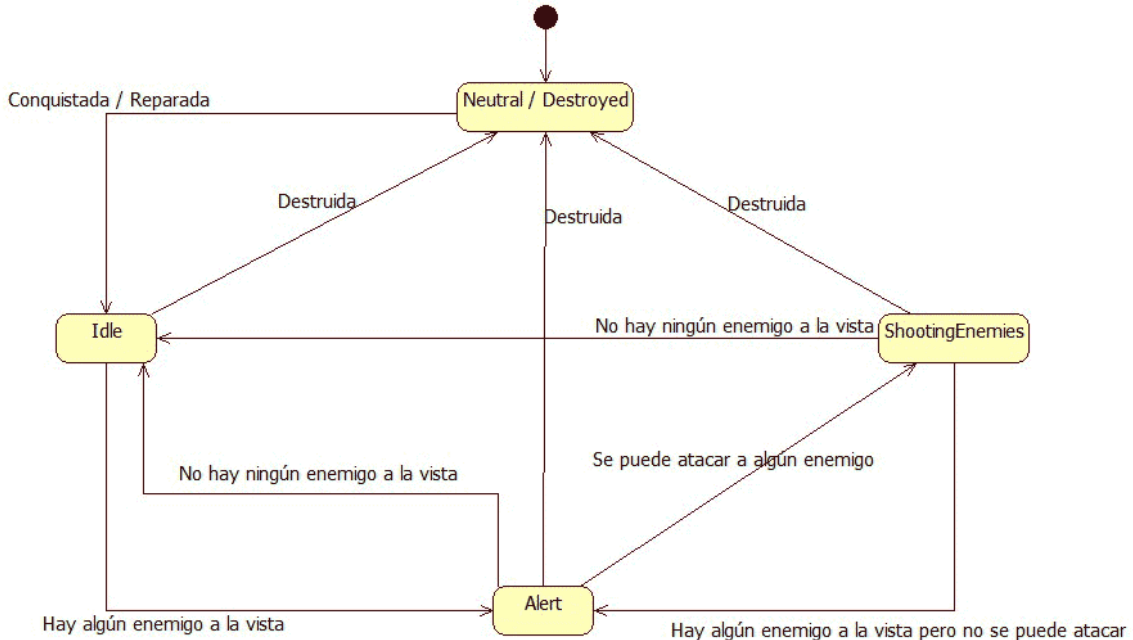 Neutral / Destroyed
Conquistada / Reparada
Destruida
Destruida
Destruida
Idle
No hay ningún enemigo a la vista
ShootingEnemies
No hay ningún enemigo a la vista
Se puede atacar a algún enemigo
Alert
Hay algún enemigo a la vista
Hay algún enemigo a la vista pero no se puede atacar